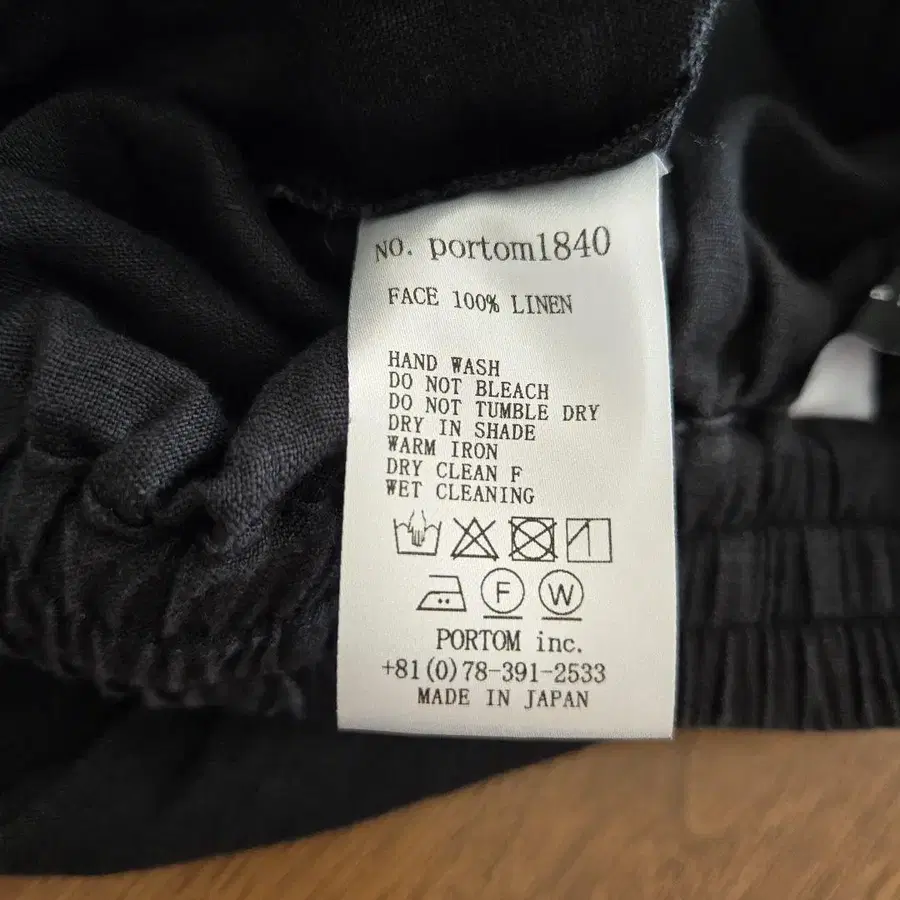 NO. portom1840
FACE 100% LINEN
HAND WASH
DO NOT BLEACH
DO NOT TUMBLE DRY
DRY IN SHADE
WARM IRON
DRY CLEAN F
WET CLEANING
F W
PORTOM inc.
+81(0)78-391-2533
MADE IN JAPAN